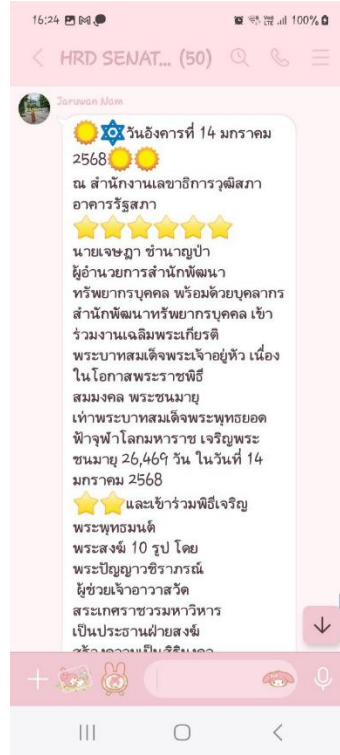 16:24
100%
HRD SENAT... (50)
Jaruwan Nam
วันอังคารที่ 14 มกราคม
2568
ณ สำนักงานเลขาธิการวุฒิสภา
อาคารรัฐสภา
นายเจษฎา ชำนาญป่า
ผู้อำนวยการสำนักพัฒนา
ทรัพยากรบุคคล พร้อมด้วยบุคลากร
สำนักพัฒนาทรัพยากรบุคคล เข้า
ร่วมงานเฉลิมพระเกียรติ
พระบาทสมเด็จพระเจ้าอยู่หัว เนื่อง
ในโอกาสพระราชพิธี
สมมงคล พระชนมายุ
เท่าพระบาทสมเด็จพระพุทธยอด
ฟ้าจุฬาโลกมหาราช เจริญพระ
ชนมายุ 26,469 วัน ในวันที่ 14
มกราคม 2568
และเข้าร่วมพิธีเจริญ
พระพุทธมนต์
พระสงฆ์ 10 รูป โดย
พระปัญญาวชิราภรณ์
ผู้ช่วยเจ้าอาวาสวัด
สระเกศราชวรมหาวิหาร
เป็นประธานฝ่ายสงฆ์